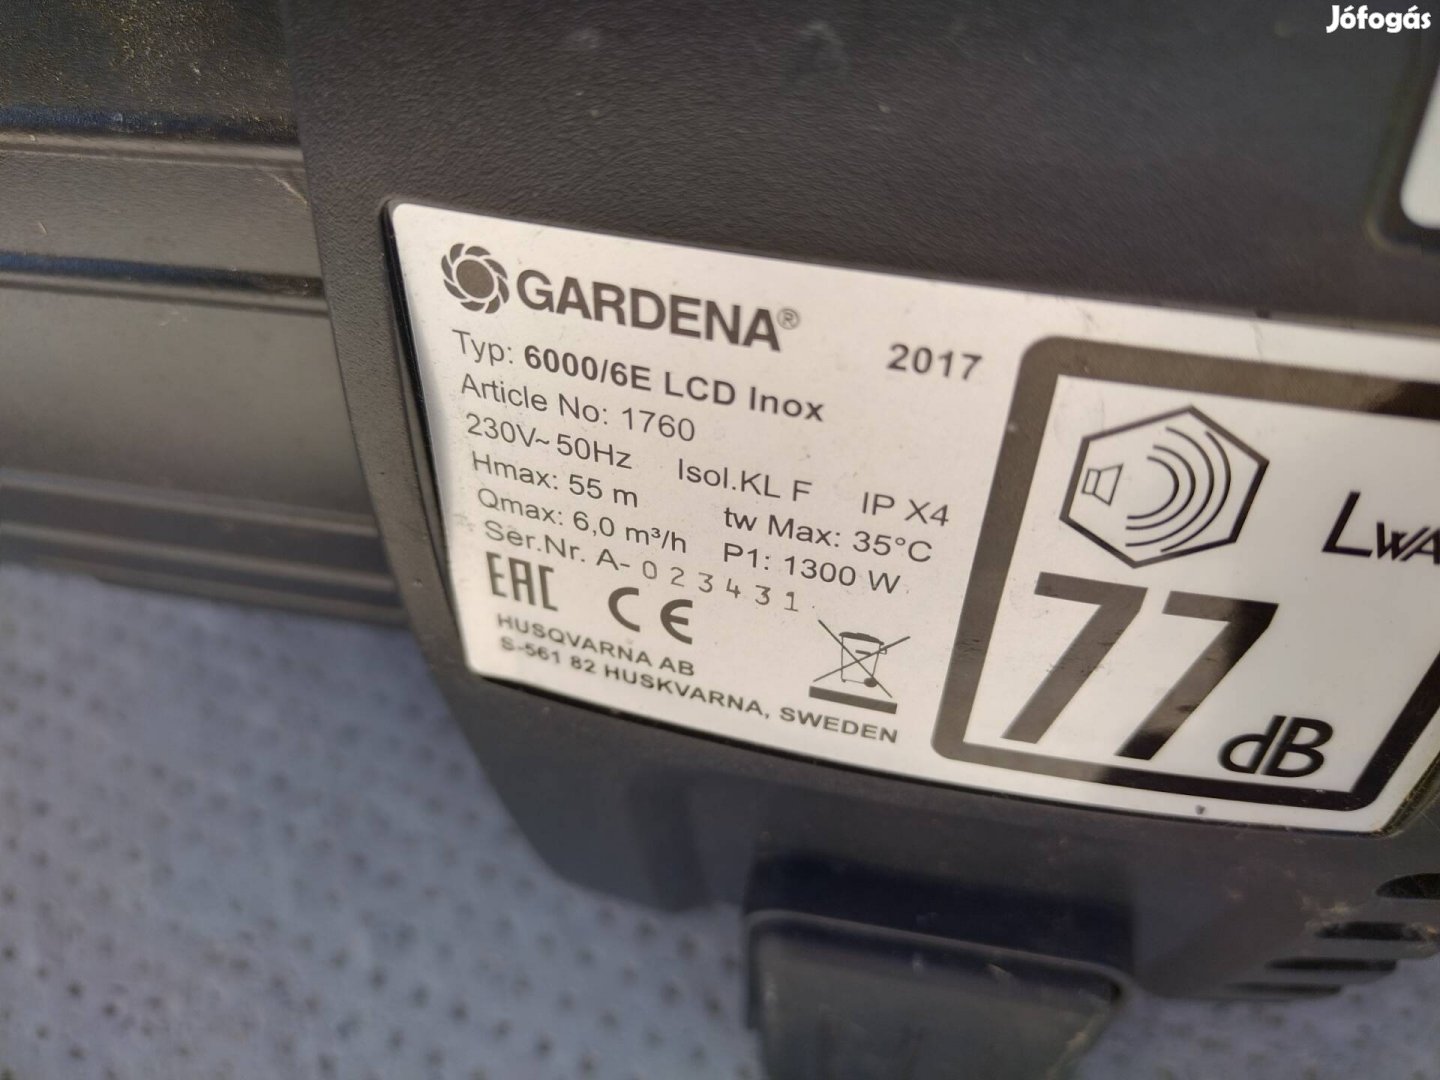 Jófogás
GARDENA®
2017
Typ: 6000/6E LCD Inox
Article No: 1760
230V~ 50Hz Isol.KL F IP X4
Hmax: 55 m tw Max: 35°C
Qmax: 6,0 m³/h P1: 1300 W
Ser.Nr. A- 023431
EAC CE
HUSQVARNA AB
S-561 82 HUSKVARNA, SWEDEN
LWA
77
dB